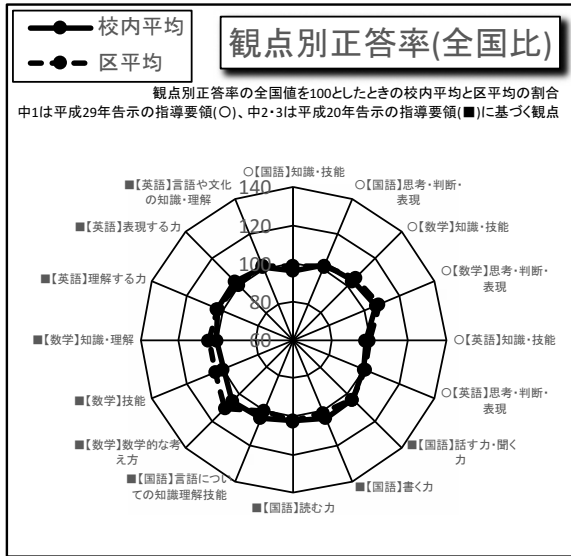 校内平均
区平均
観点別正答率(全国比)
観点別正答率の全国値を100としたときの校内平均と区平均の割合
中1は平成29年告示の指導要領(○)、中2・3は平成20年告示の指導要領(■)に基づく観点
○【国語】知識・技能
○【国語】思考・判断・
表現
○【数学】知識・技能
○【数学】思考・判断・
表現
○【英語】知識・技能
○【英語】思考・判断・
表現
■【国語】話す力・聞く
力
■【国語】書く力
■【国語】読む力
■【国語】言語につい
ての知識理解技能
■【数学】数学的な考
え方
■【数学】技能
■【数学】知識・理解
■【英語】理解する力
■【英語】表現する力
■【英語】言語や文化
の知識・理解
140
120
100
80
60